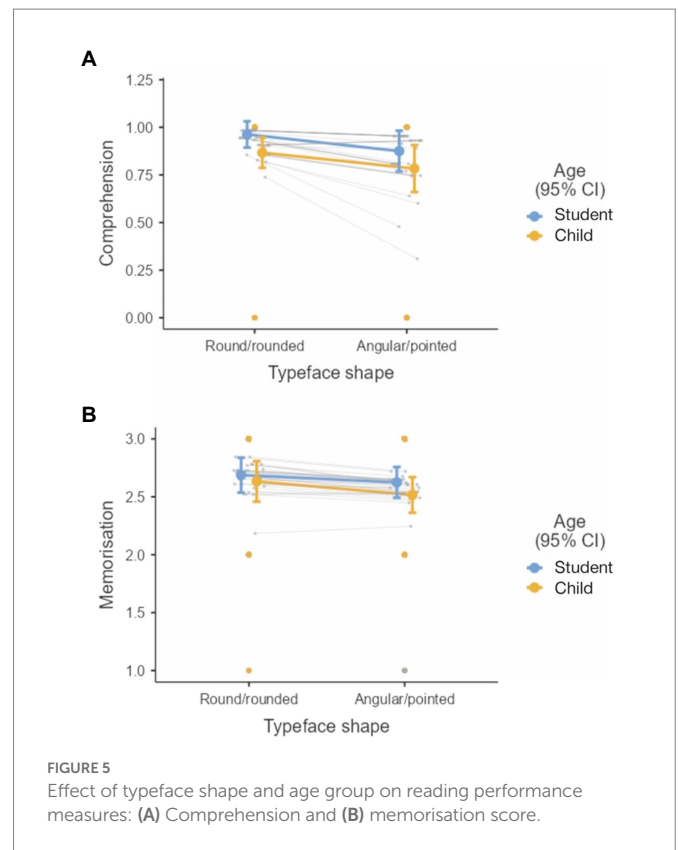 A
1.25
1.00
0.75
0.50
0.25
0.00
Comprehension
Round/rounded Angular/pointed
Typeface shape
Age
(95% CI)
Student
Child
B
3.0
2.5
2.0
1.5
1.0
Memorisation
Round/rounded Angular/pointed
Typeface shape
Age
(95% CI)
Student
Child
FIGURE 5
Effect of typeface shape and age group on reading performance
measures: (A) Comprehension and (B) memorisation score.